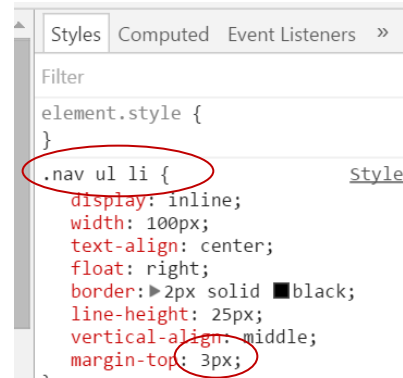 Styles Computed Event Listeners »
Filter
element.style {
}
.nav ul li { Style
display: inline;
width: 100px;
text-align: center;
float: right;
border:▶2px solid black;
line-height: 25px;
vertical-align: middle;
margin-top: 3px;
}